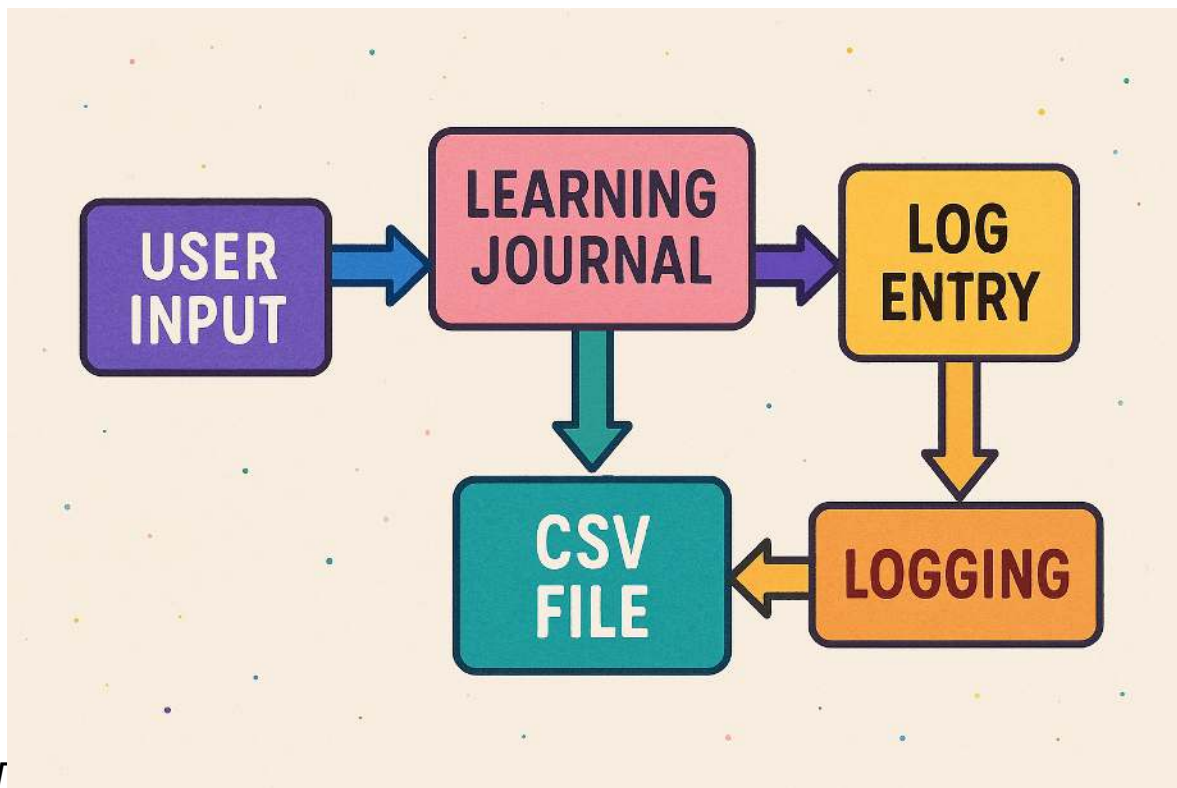 USER
INPUT
LEARNING
JOURNAL
LOG
ENTRY
CSV
FILE
LOGGING